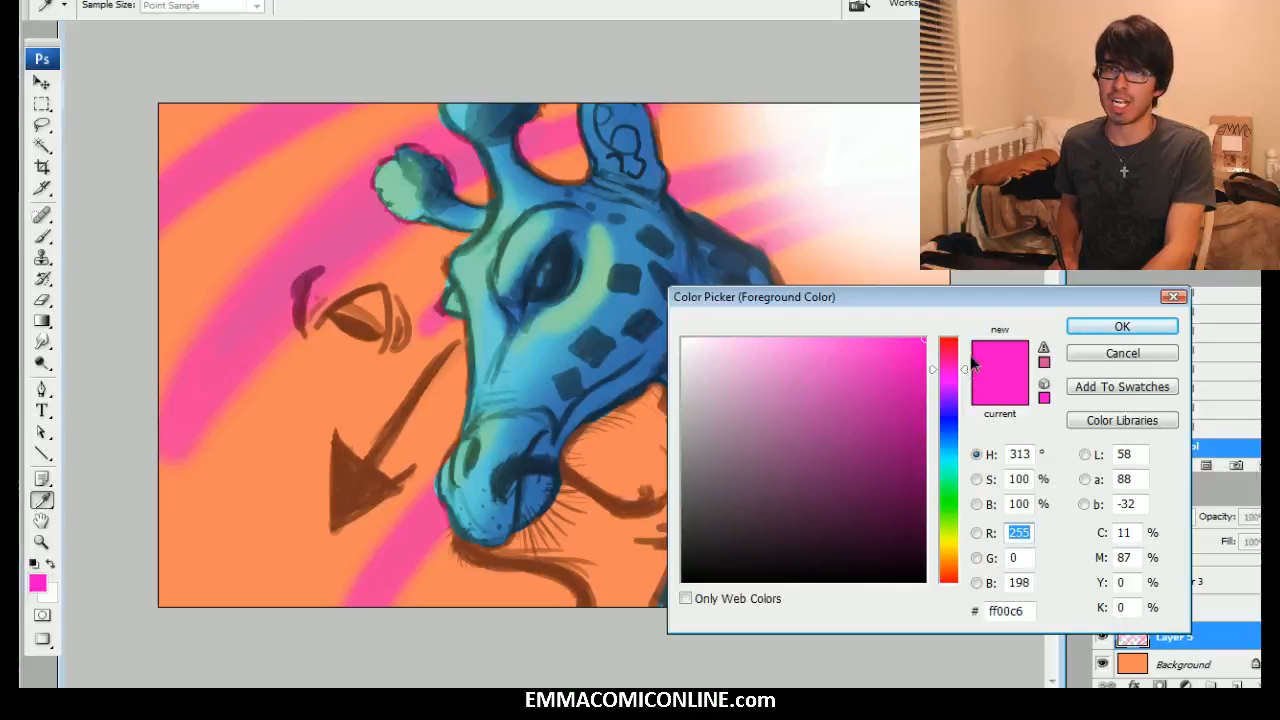 Sample Size: Point Sample
Works
Ps
T
Color Picker (Foreground Color)
new
current
OK
Cancel
Add To Swatches
Color Libraries
H: 313 °
S: 100 %
B: 100 %
R: 255
G: 0
B: 198
# ff00c6
L: 58
a: 88
b: -32
C: 11 %
M: 87 %
Y: 0 %
K: 0 %
Only Web Colors
Opacity:
Fill:
Layer 5
Background
EMMACOMICONLINE.com